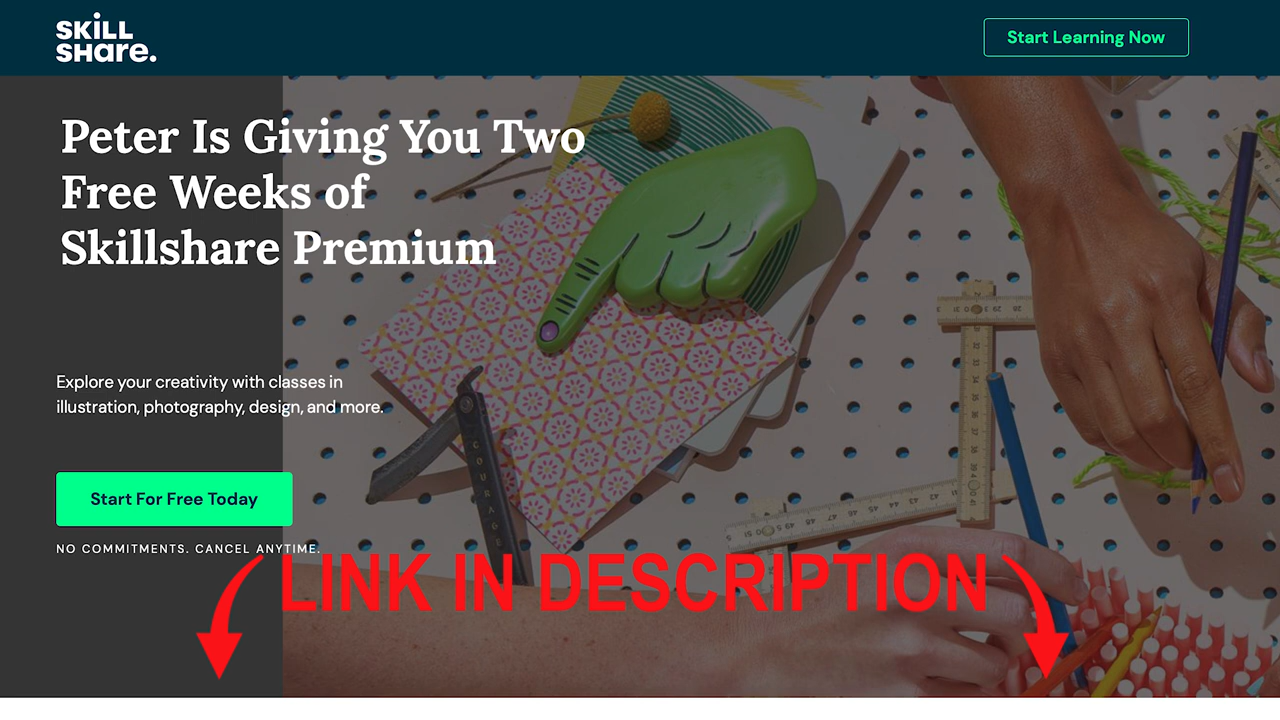 SKiLL
SHare.
Start Learning Now
Peter Is Giving You Two
Free Weeks of
Skillshare Premium
Explore your creativity with classes in
illustration, photography, design, and more.
Start For Free Today
NO COMMITMENTS. CANCEL ANYTIME.
LINK IN DESCRIPTION
COURAGE